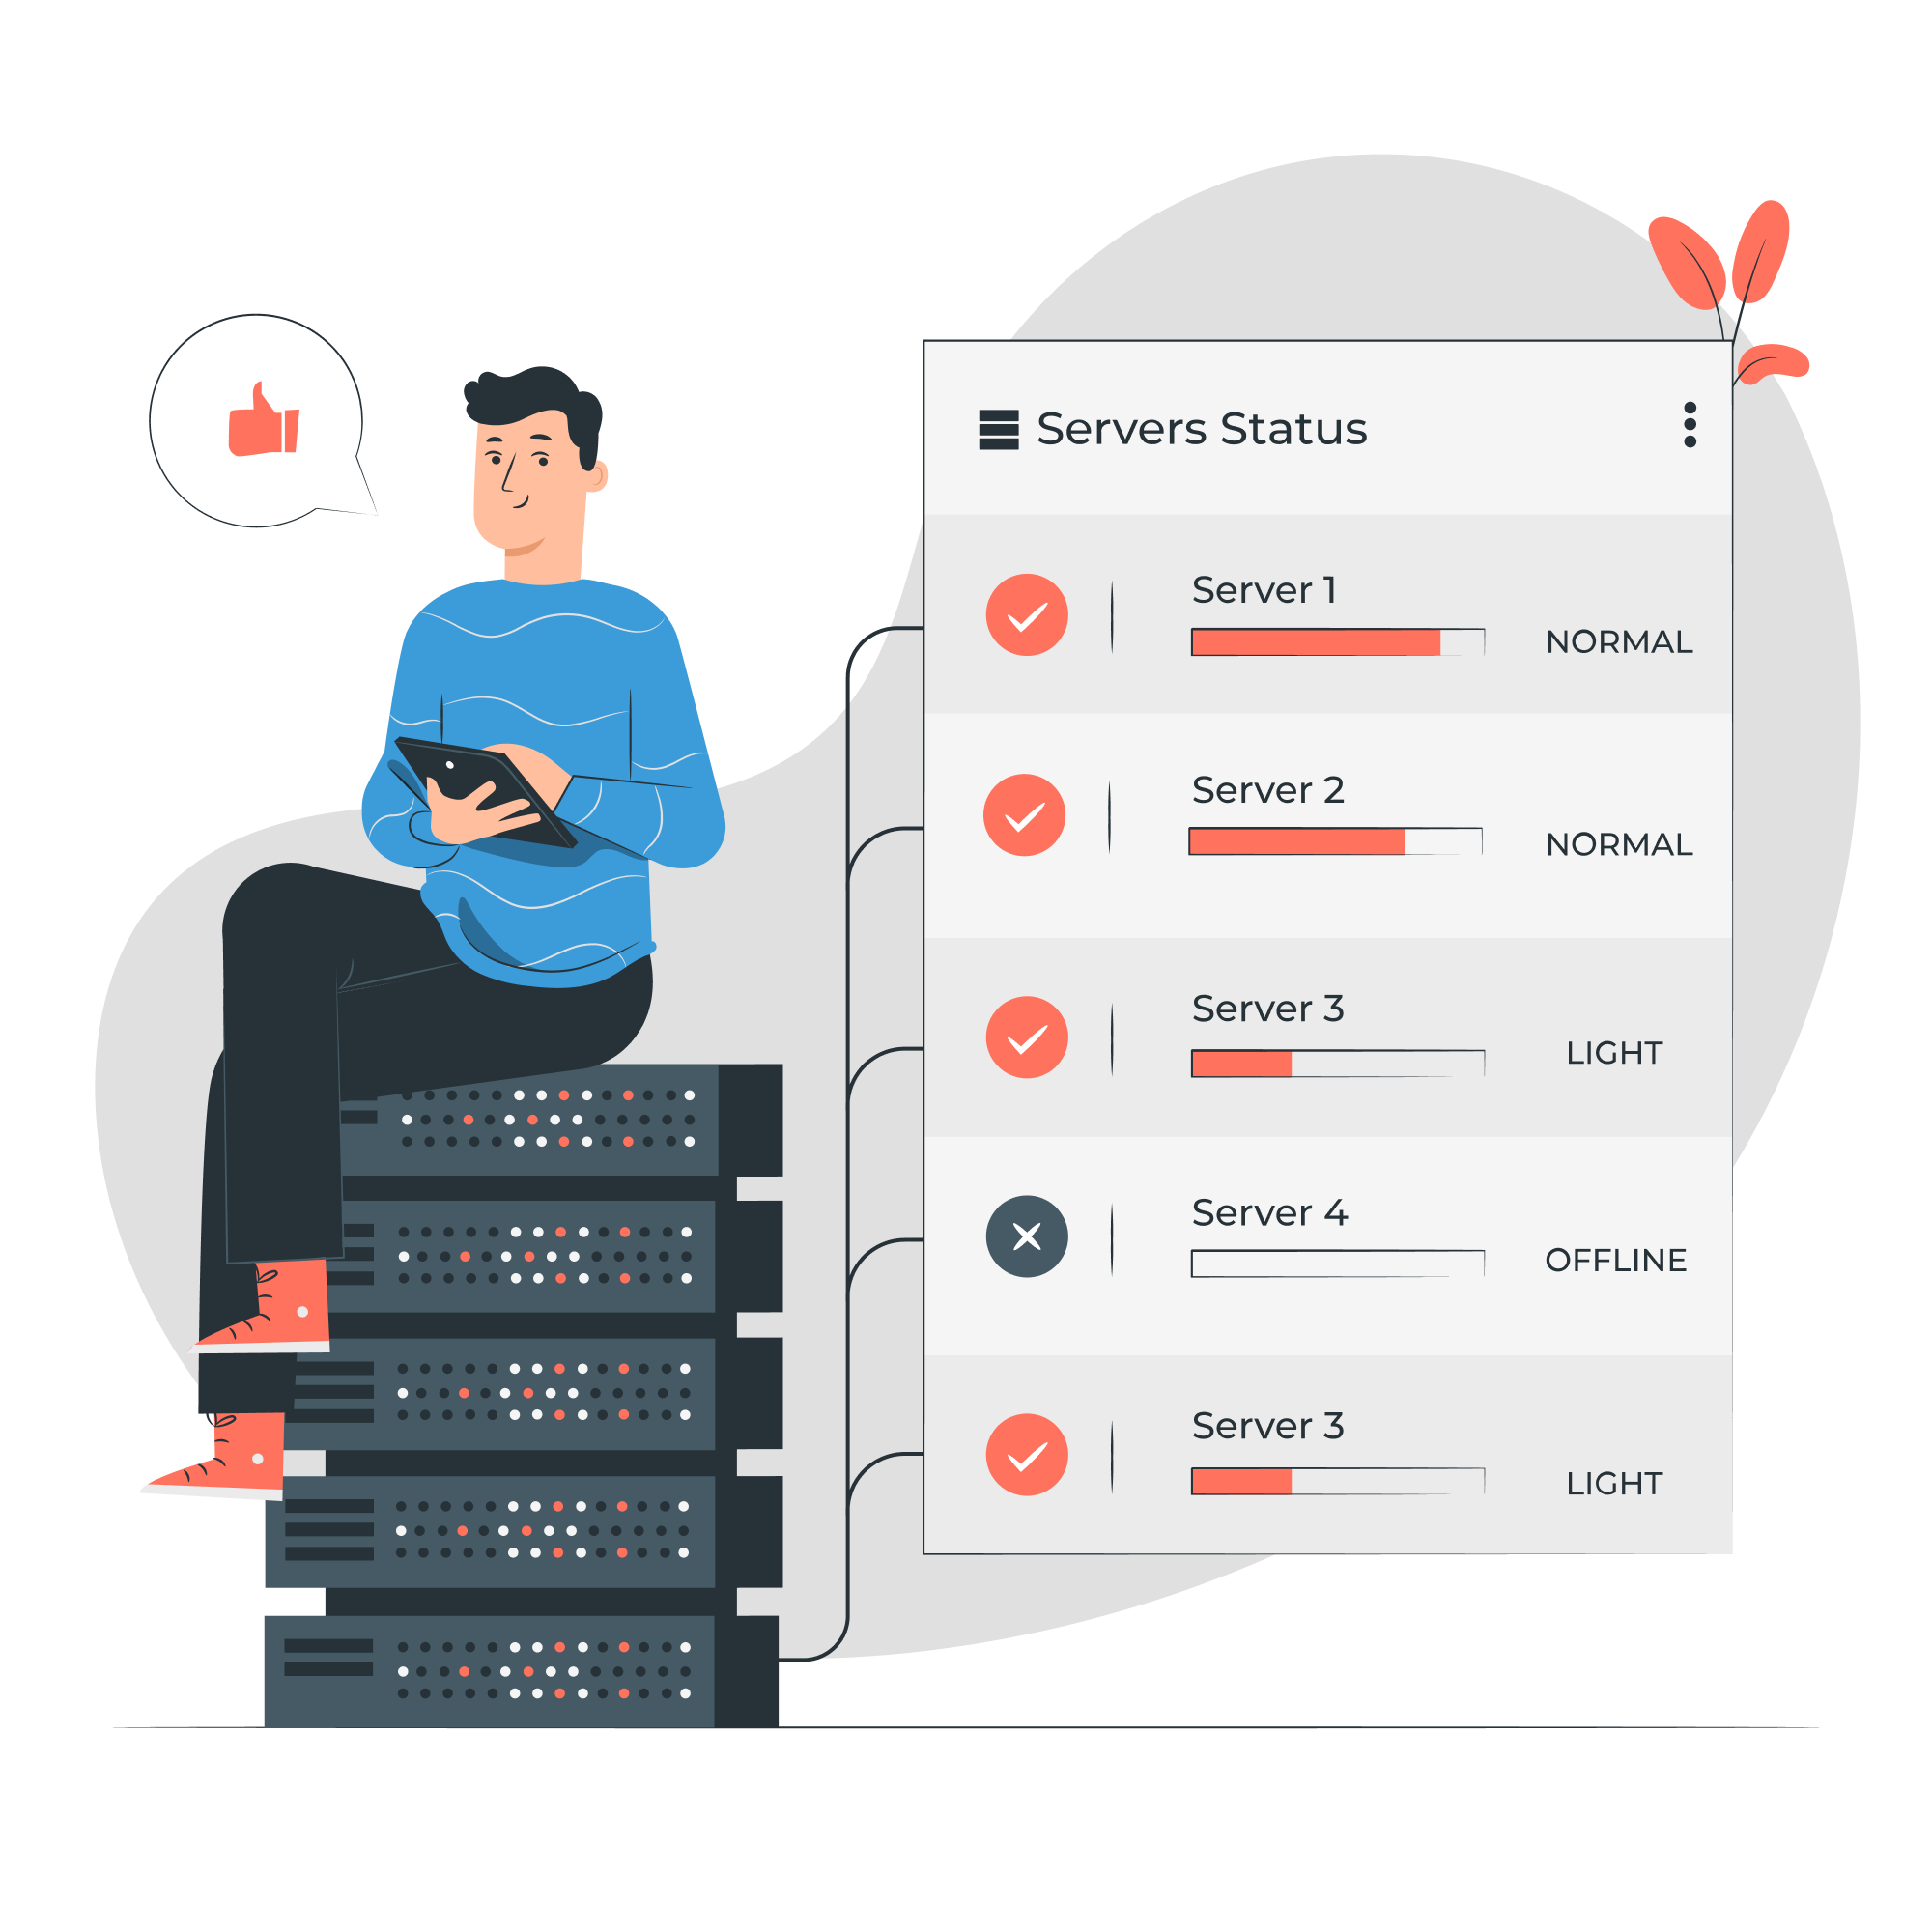 Servers Status
Server 1
NORMAL
Server 2
NORMAL
Server 3
LIGHT
Server 4
OFFLINE
Server 3
LIGHT